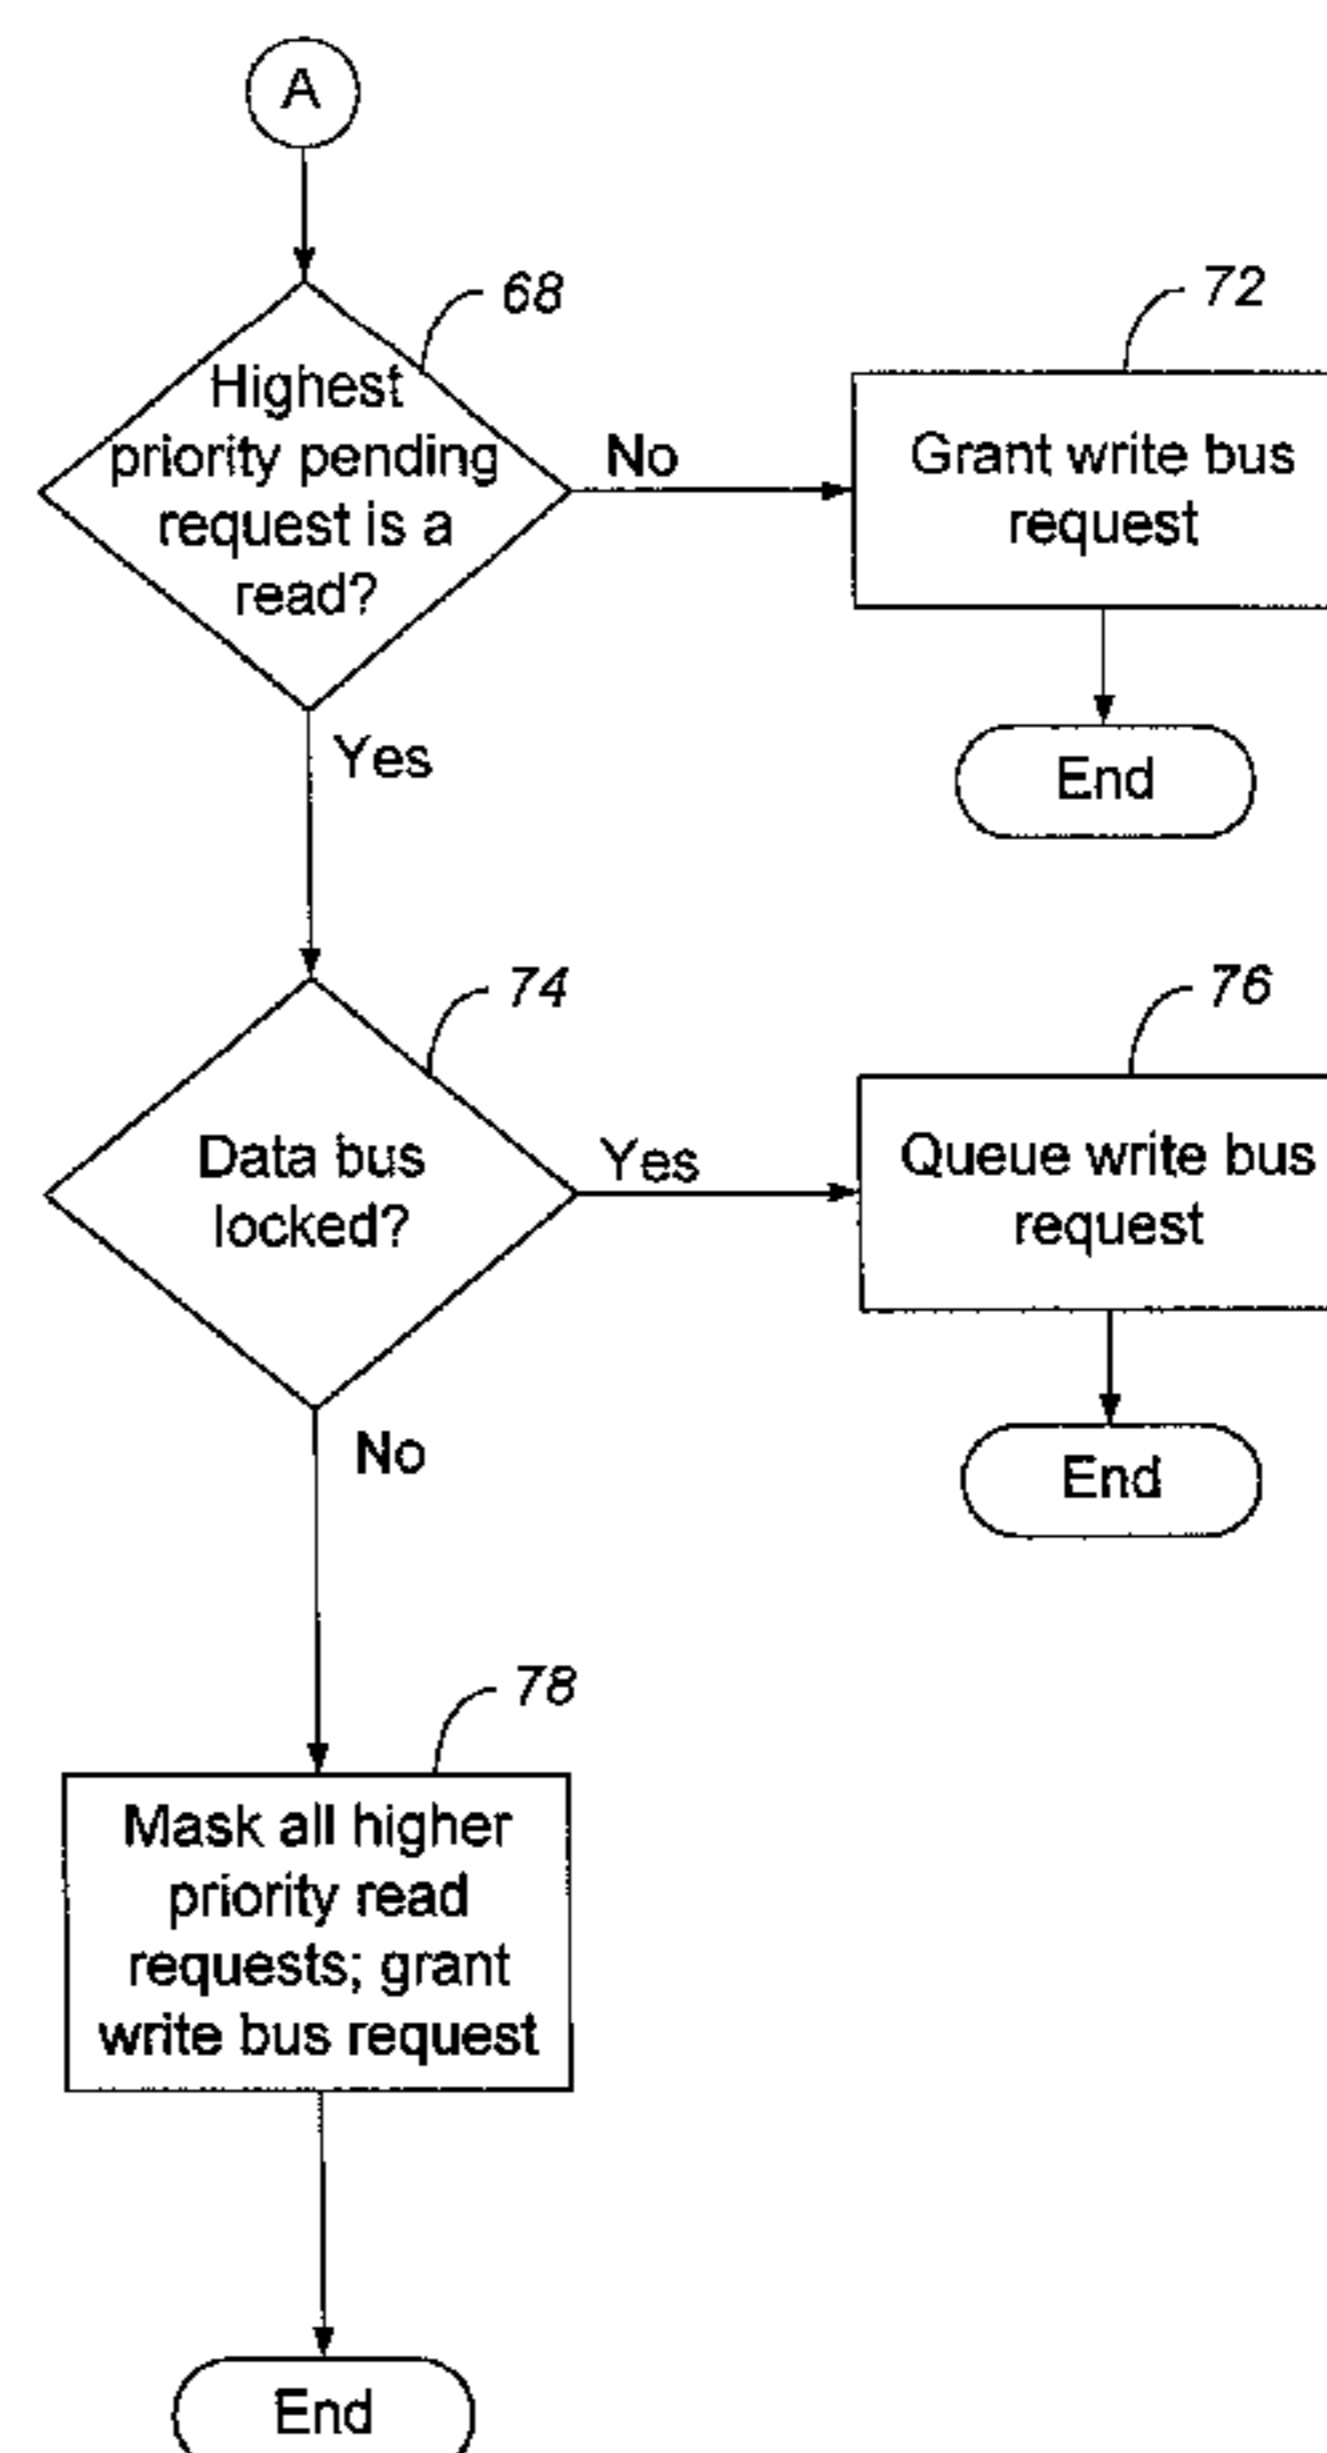 A
68
Highest
priority pending
request is a
read?
No
72
Grant write bus
request
End
Yes
74
Data bus
locked?
Yes
76
Queue write bus
request
End
No
78
Mask all higher
priority read
requests; grant
write bus request
End